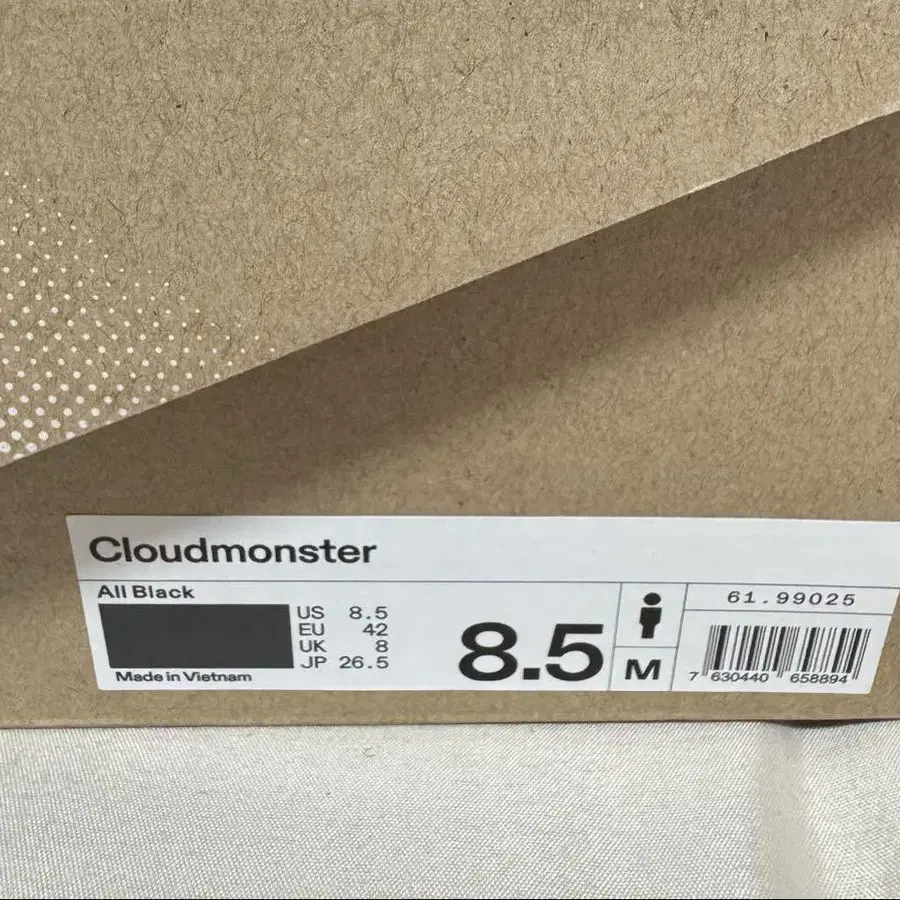 Cloudmonster
All Black
US 8.5
EU 42
UK 8
JP 26.5
Made in Vietnam
8.5
M
61.99025
7 630440 658894